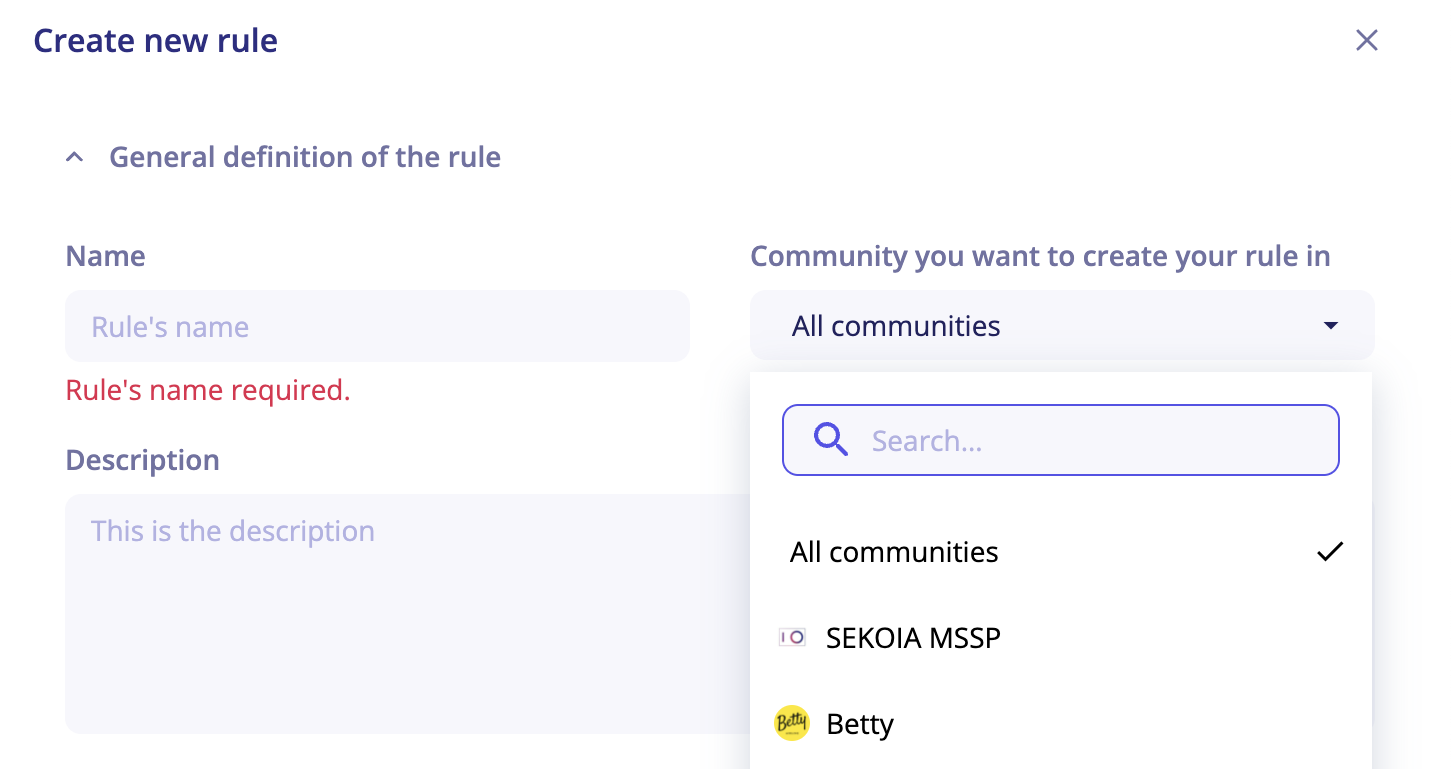 Create new rule
General definition of the rule
Name
Rule's name
Rule's name required.
Description
This is the description
Community you want to create your rule in
All communities
Search...
All communities
IO SEKOIA MSSP
Betty Betty